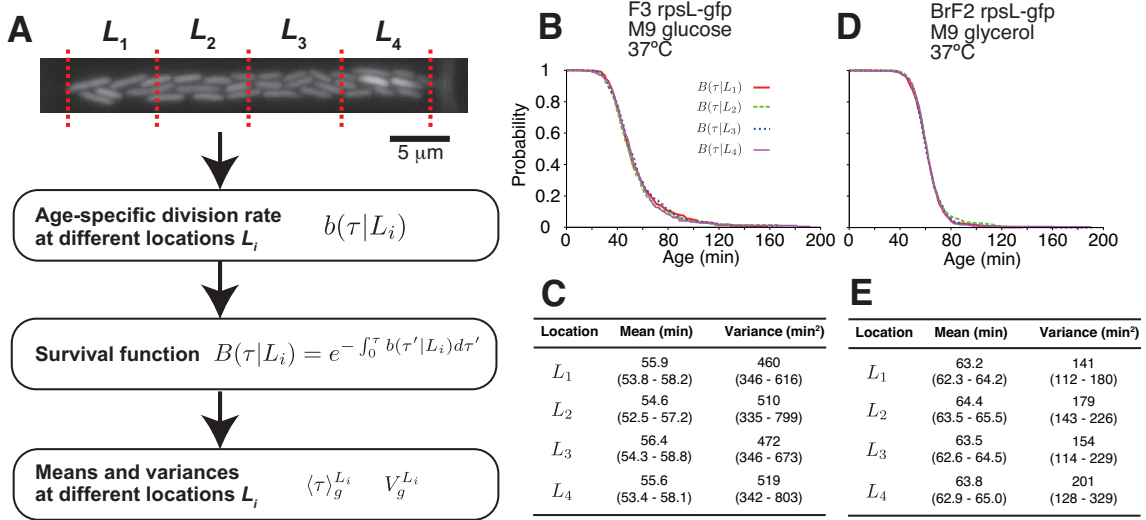 A
L1 L2 L3 L4
5 μm
Age-specific division rate
at different locations Li b(τ|Li)
Survival function B(τ|Li) = e^{-∫_0^τ b(τ'|Li)dτ'}
Means and variances
at different locations Li ⟨τ⟩_g^{Li} V_g^{Li}
B
F3 rpsL-gfp
M9 glucose
37ºC
B(τ|L1)
B(τ|L2)
B(τ|L3)
B(τ|L4)
Probability
1
0.8
0.6
0.4
0.2
0
0 40 80 120 160 200
Age (min)
D
BrF2 rpsL-gfp
M9 glycerol
37ºC
0 40 80 120 160 200
Age (min)
C
Location Mean (min) Variance (min²)
L1 55.9 460
(53.8 - 58.2) (346 - 616)
L2 54.6 510
(52.5 - 57.2) (335 - 799)
L3 56.4 472
(54.3 - 58.8) (346 - 673)
L4 55.6 519
(53.4 - 58.1) (342 - 803)
E
Location Mean (min) Variance (min²)
L1 63.2 141
(62.3 - 64.2) (112 - 180)
L2 64.4 179
(63.5 - 65.5) (143 - 226)
L3 63.5 154
(62.6 - 64.5) (114 - 229)
L4 63.8 201
(62.9 - 65.0) (128 - 329)